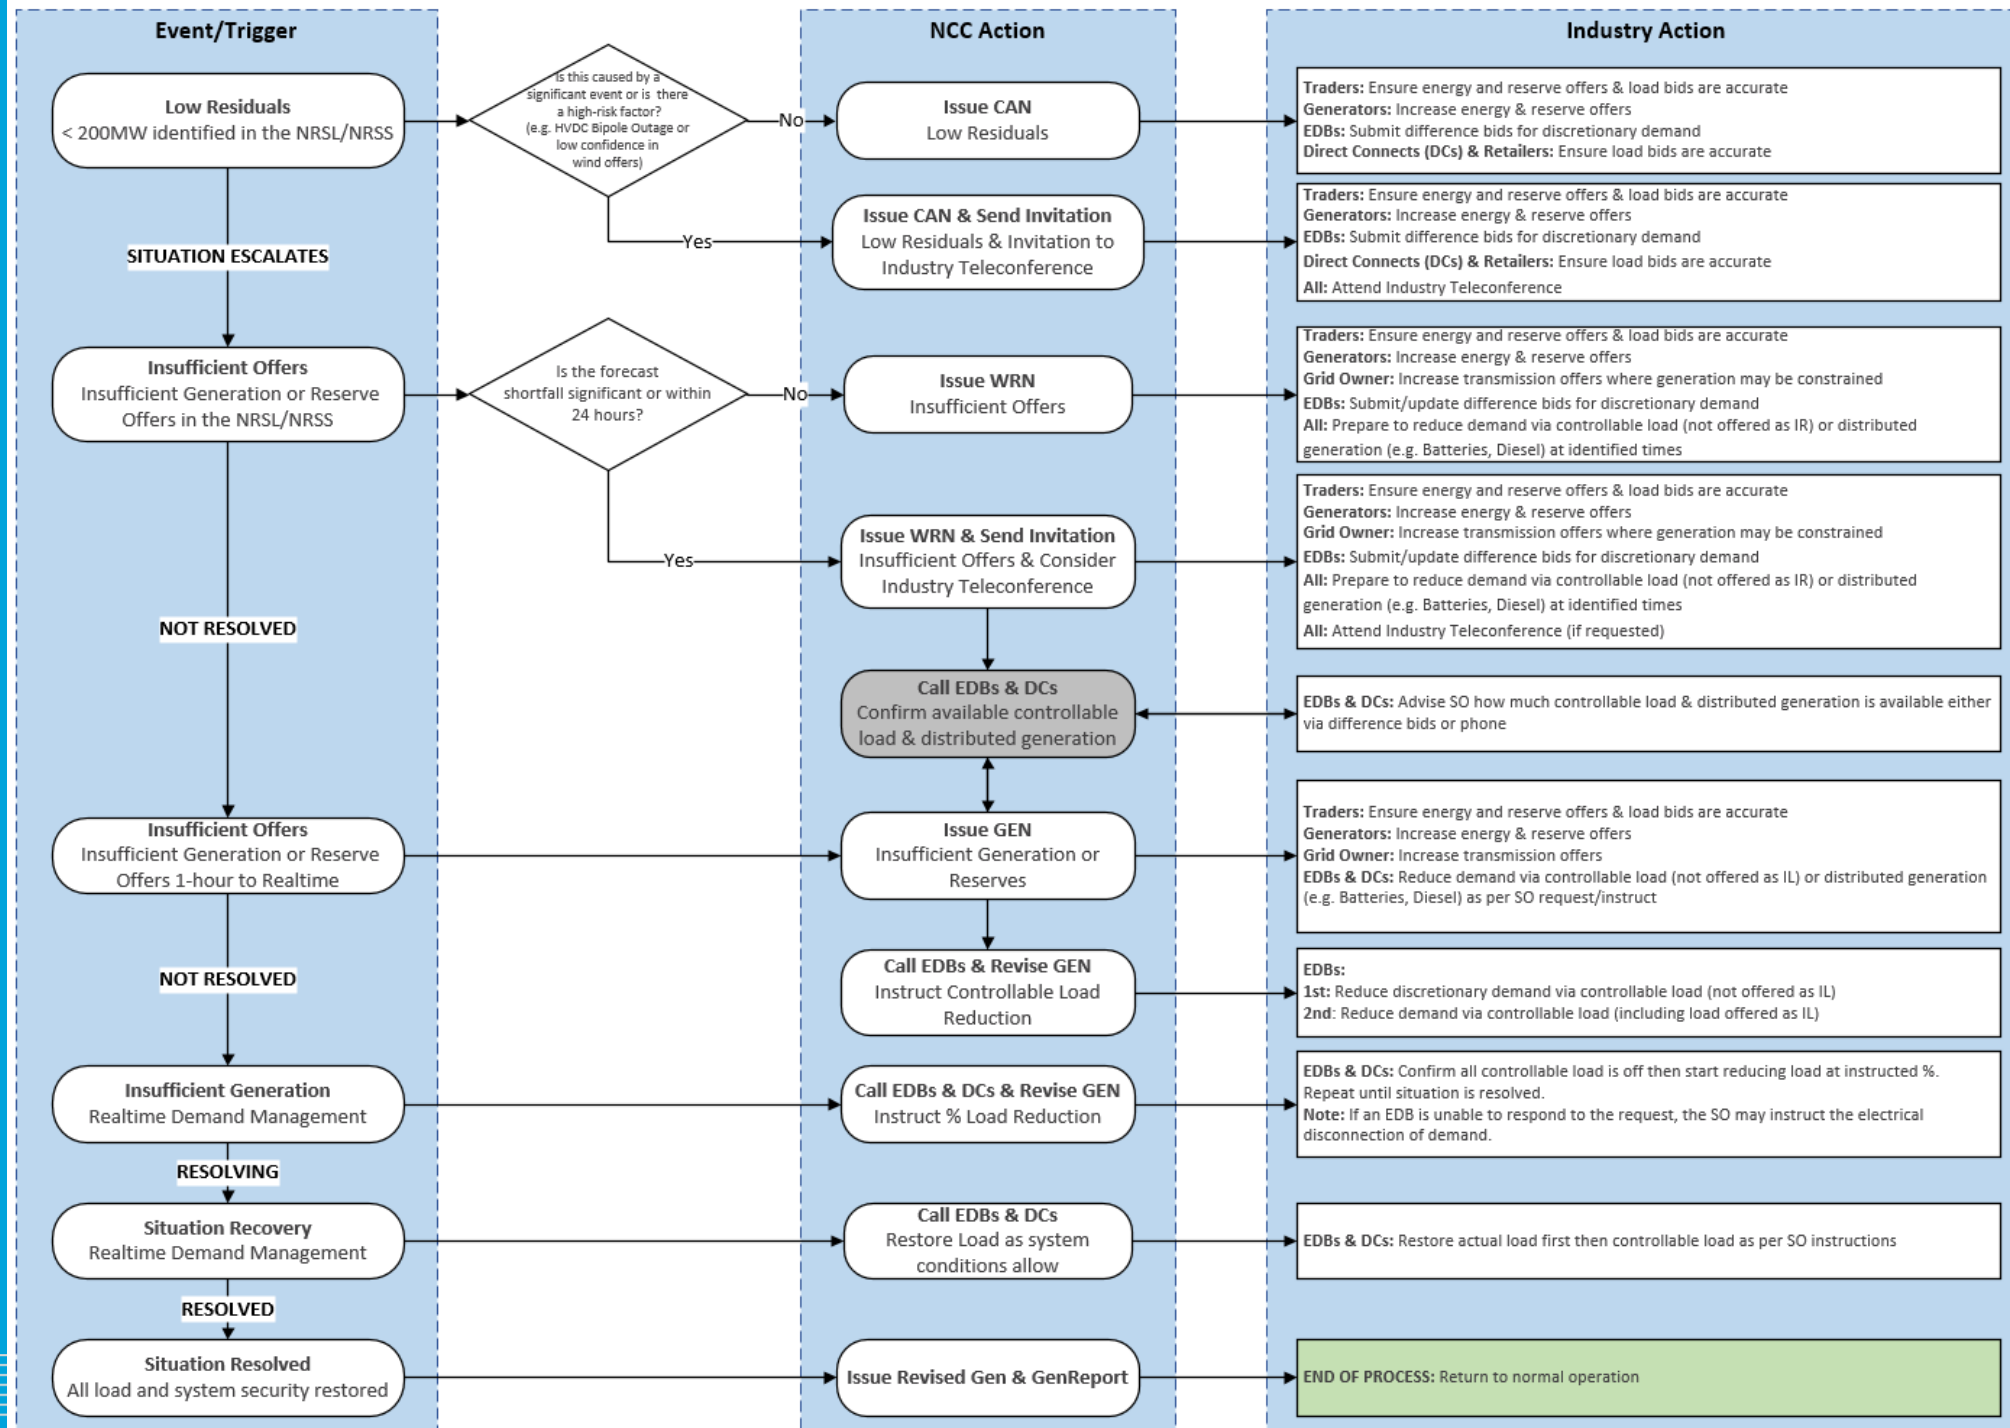 Event/Trigger
NCC Action
Industry Action
Low Residuals
< 200MW identified in the NRSL/NRSS
Is this caused by a
significant event or is  there
a high-risk factor?
(e.g. HVDC Bipole Outage or
low confidence in
wind offers)
No
Issue CAN
Low Residuals
Traders: Ensure energy and reserve offers & load bids are accurate
Generators: Increase energy & reserve offers
EDBs: Submit difference bids for discretionary demand
Direct Connects (DCs) & Retailers: Ensure load bids are accurate
Yes
Issue CAN & Send Invitation
Low Residuals & Invitation to
Industry Teleconference
Traders: Ensure energy and reserve offers & load bids are accurate
Generators: Increase energy & reserve offers
EDBs: Submit difference bids for discretionary demand
Direct Connects (DCs) & Retailers: Ensure load bids are accurate
All: Attend Industry Teleconference
SITUATION ESCALATES
Insufficient Offers
Insufficient Generation or Reserve
Offers in the NRSL/NRSS
Is the forecast
shortfall significant or within
24 hours?
No
Issue WRN
Insufficient Offers
Traders: Ensure energy and reserve offers & load bids are accurate
Generators: Increase energy & reserve offers
Grid Owner: Increase transmission offers where generation may be constrained
EDBs: Submit/update difference bids for discretionary demand
All: Prepare to reduce demand via controllable load (not offered as IR) or distributed
generation (e.g. Batteries, Diesel) at identified times
Yes
Issue WRN & Send Invitation
Insufficient Offers & Consider
Industry Teleconference
Traders: Ensure energy and reserve offers & load bids are accurate
Generators: Increase energy & reserve offers
Grid Owner: Increase transmission offers where generation may be constrained
EDBs: Submit/update difference bids for discretionary demand
All: Prepare to reduce demand via controllable load (not offered as IR) or distributed
generation (e.g. Batteries, Diesel) at identified times
All: Attend Industry Teleconference (if requested)
NOT RESOLVED
Call EDBs & DCs
Confirm available controllable
load & distributed generation
EDBs & DCs: Advise SO how much controllable load & distributed generation is available either
via difference bids or phone
Insufficient Offers
Insufficient Generation or Reserve
Offers 1-hour to Realtime
Issue GEN
Insufficient Generation or
Reserves
Traders: Ensure energy and reserve offers & load bids are accurate
Generators: Increase energy & reserve offers
Grid Owner: Increase transmission offers
EDBs & DCs: Reduce demand via controllable load (not offered as IL) or distributed generation
(e.g. Batteries, Diesel) as per SO request/instruct
NOT RESOLVED
Call EDBs & Revise GEN
Instruct Controllable Load
Reduction
EDBs:
1st: Reduce discretionary demand via controllable load (not offered as IL)
2nd: Reduce demand via controllable load (including load offered as IL)
Insufficient Generation
Realtime Demand Management
Call EDBs & DCs & Revise GEN
Instruct % Load Reduction
EDBs & DCs: Confirm all controllable load is off then start reducing load at instructed %.
Repeat until situation is resolved.
Note: If an EDB is unable to respond to the request, the SO may instruct the electrical
disconnection of demand.
RESOLVING
Situation Recovery
Realtime Demand Management
Call EDBs & DCs
Restore Load as system
conditions allow
EDBs & DCs: Restore actual load first then controllable load as per SO instructions
RESOLVED
Situation Resolved
All load and system security restored
Issue Revised Gen & GenReport
END OF PROCESS: Return to normal operation